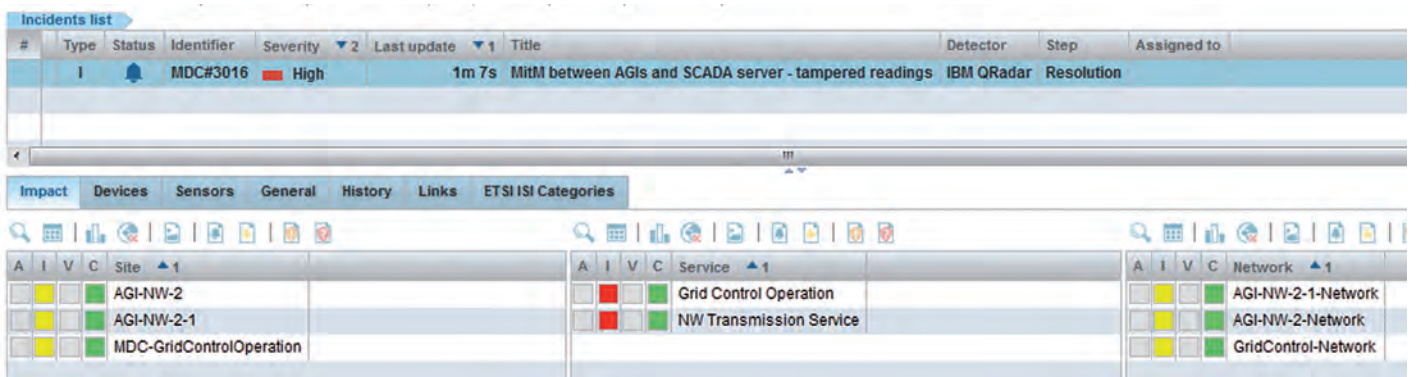 Incidents list
# Type Status Identifier Severity 2 Last update 1 Title Detector Step Assigned to
I MDC#3016 High 1m 7s MitM between AGIs and SCADA server - tampered readings IBM QRadar Resolution
Impact Devices Sensors General History Links ETSI ISI Categories
A I V C Site 1 A I V C Service 1 A I V C Network 1
AGI-NW-2 Grid Control Operation AGI-NW-2-1-Network
AGI-NW-2-1 NW Transmission Service AGI-NW-2-Network
MDC-GridControlOperation GridControl-Network